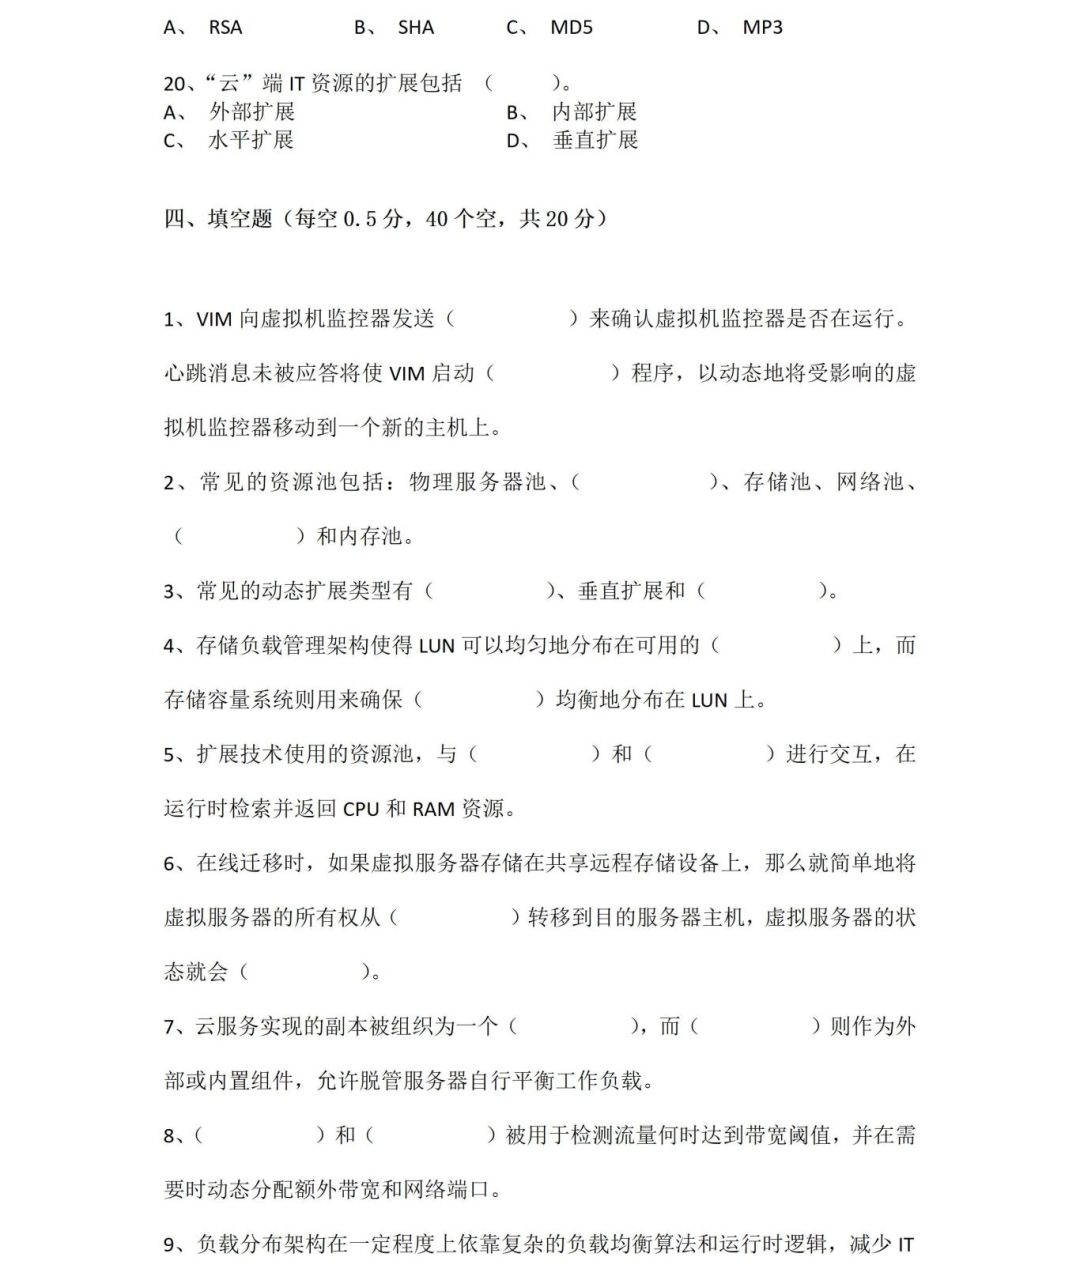 A、 RSA B、 SHA C、 MD5 D、 MP3
20、“云”端 IT 资源的扩展包括 （ ）。
A、 外部扩展 B、 内部扩展
C、 水平扩展 D、 垂直扩展
四、填空题（每空 0.5 分，40 个空，共 20 分）
1、VIM 向虚拟机监控器发送（ ）来确认虚拟机监控器是否在运行。
心跳消息未被应答将使 VIM 启动（ ）程序，以动态地将受影响的虚
拟机监控器移动到一个新的主机上。
2、常见的资源池包括：物理服务器池、（ ）、存储池、网络池、
（ ）和内存池。
3、常见的动态扩展类型有（ ）、垂直扩展和（ ）。
4、存储负载管理架构使得 LUN 可以均匀地分布在可用的（ ）上，而
存储容量系统则用来确保（ ）均衡地分布在 LUN 上。
5、扩展技术使用的资源池，与（ ）和（ ）进行交互，在
运行时检索并返回 CPU 和 RAM 资源。
6、在线迁移时，如果虚拟服务器存储在共享远程存储设备上，那么就简单地将
虚拟服务器的所有权从（ ）转移到目的服务器主机，虚拟服务器的状
态就会（ ）。
7、云服务实现的副本被组织为一个（ ），而（ ）则作为外
部或内置组件，允许脱管服务器自行平衡工作负载。
8、（ ）和（ ）被用于检测流量何时达到带宽阈值，并在需
要时动态分配额外带宽和网络端口。
9、负载分布架构在一定程度上依靠复杂的负载均衡算法和运行时逻辑，减少 IT